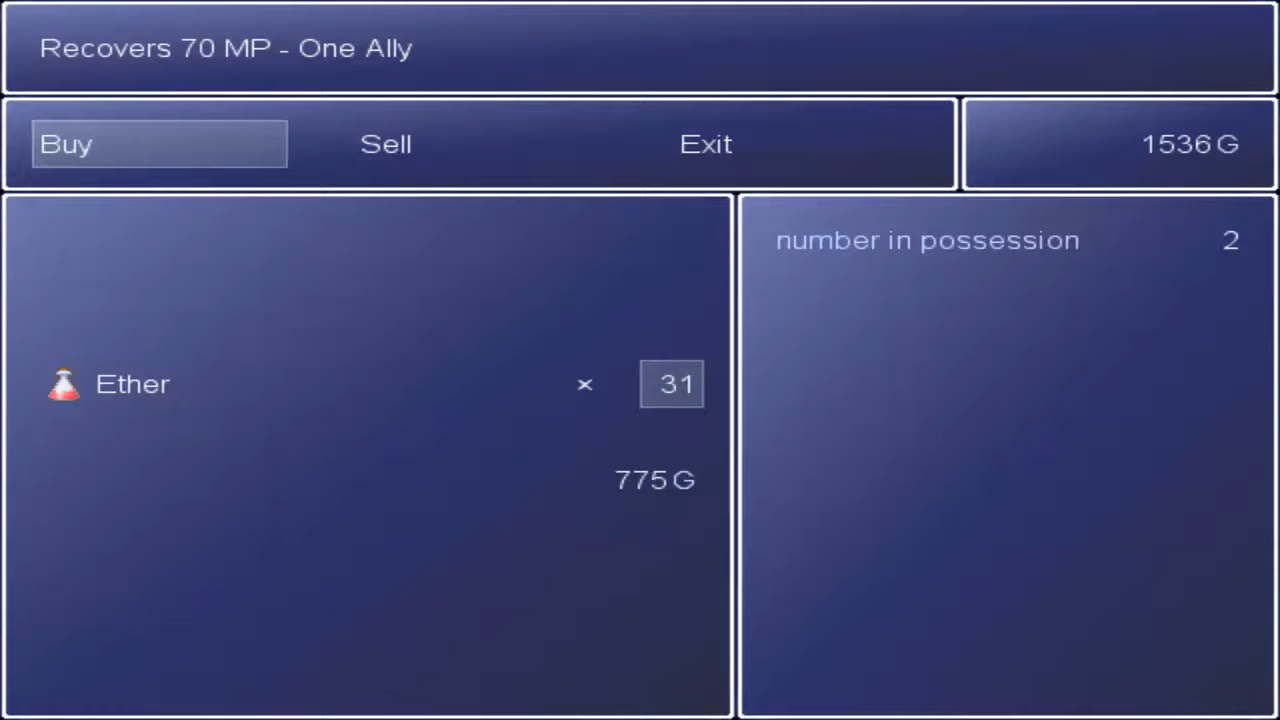 Recovers 70 MP - One Ally
Buy Sell Exit 1536 G
number in possession 2
Ether × 31
775 G